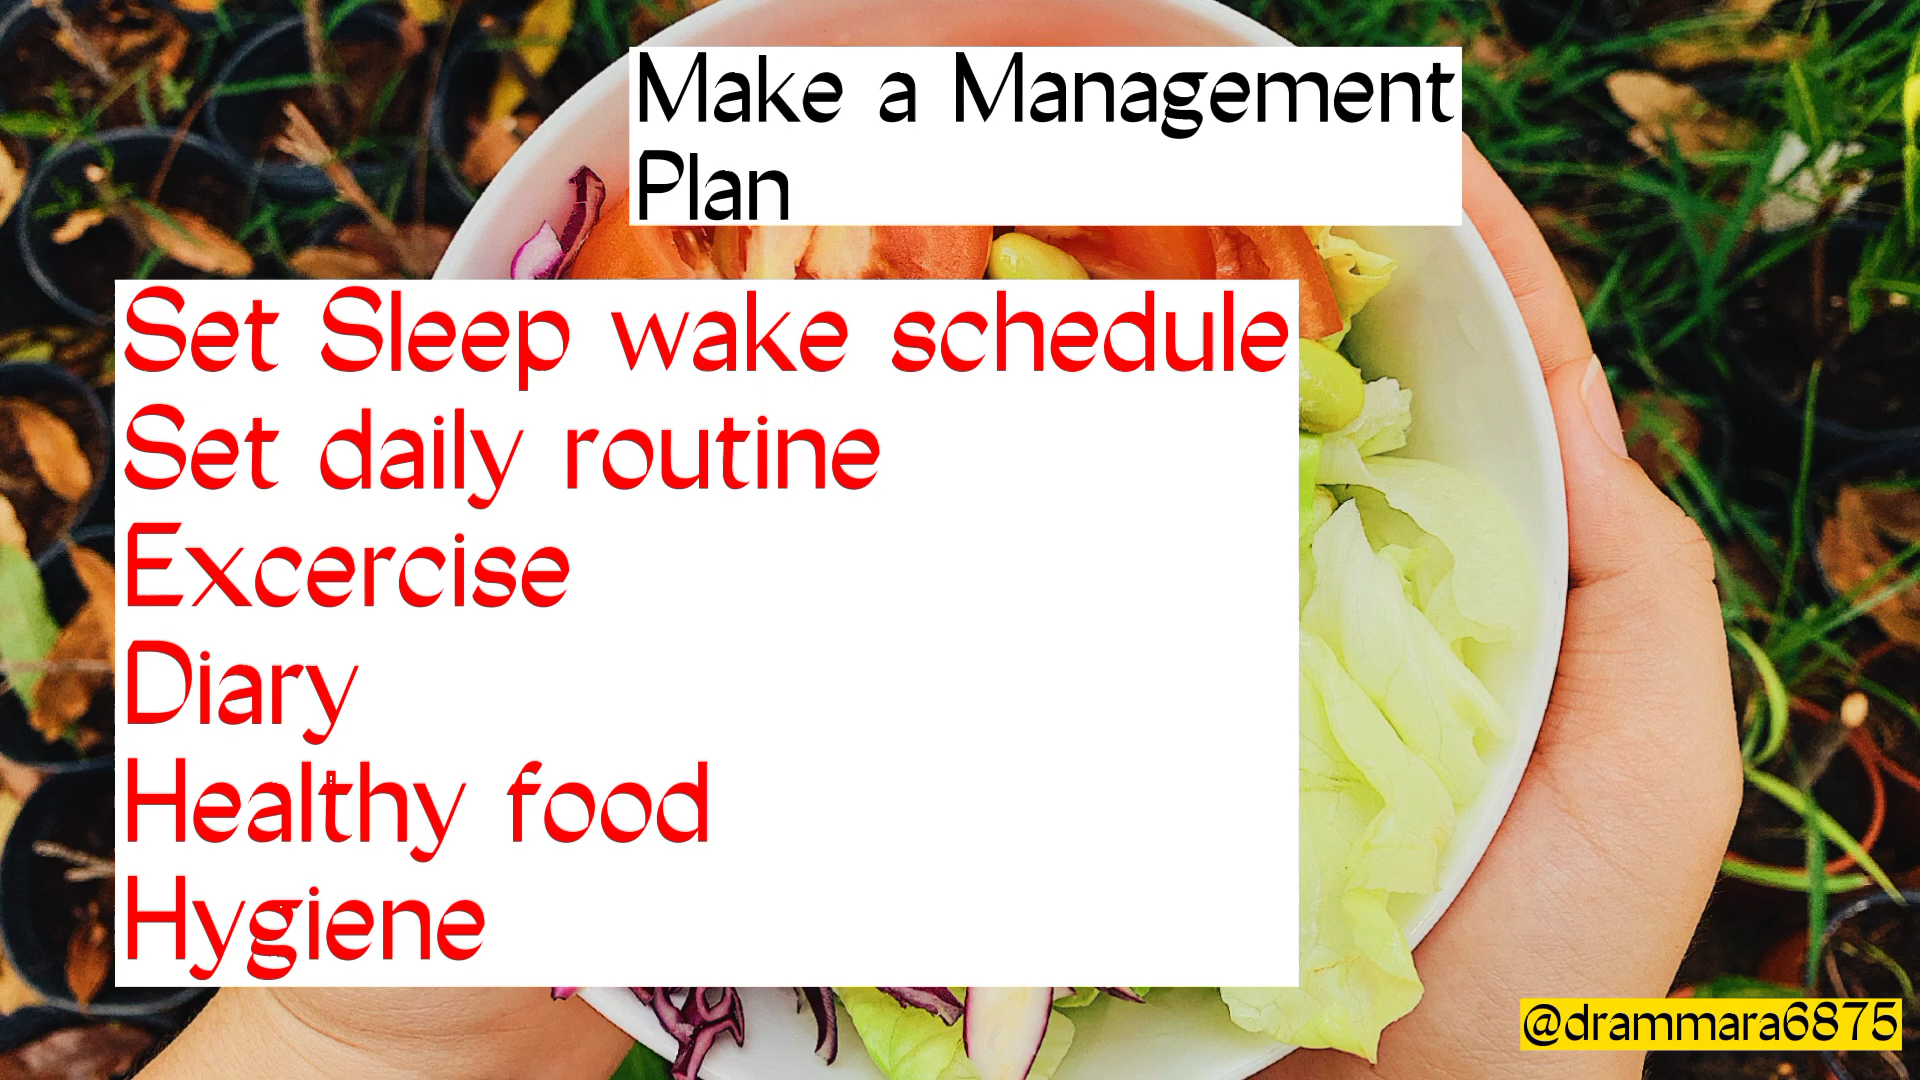 Make a Management
Plan
Set Sleep wake schedule
Set daily routine
Excercise
Diary
Healthy food
Hygiene
@drammara6875